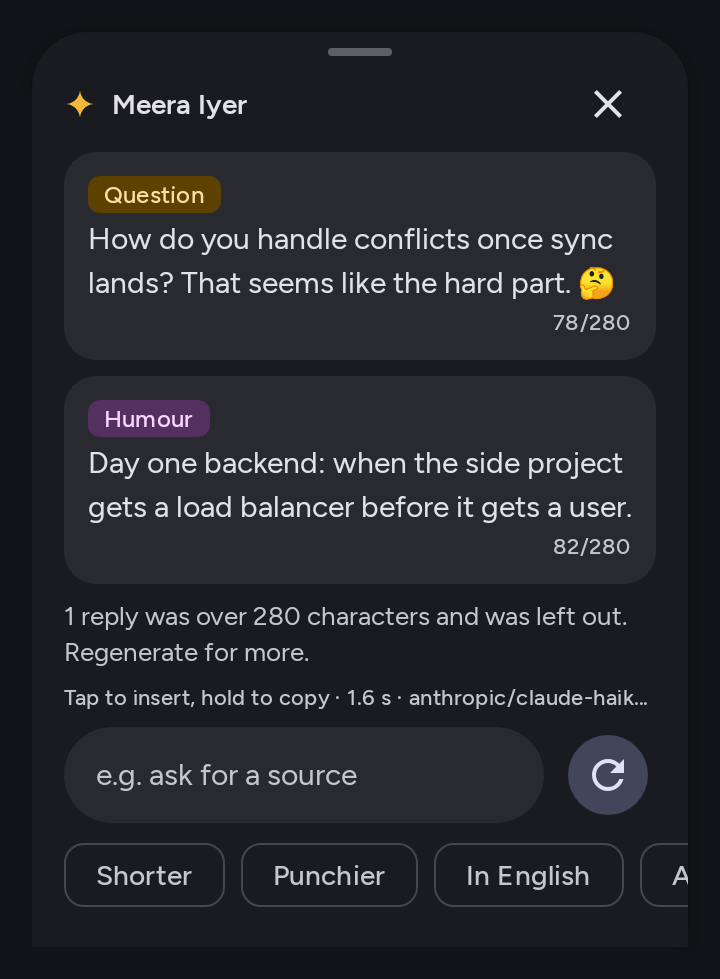 Meera Iyer
Question
How do you handle conflicts once sync
lands? That seems like the hard part. 🤔
78/280
Humour
Day one backend: when the side project
gets a load balancer before it gets a user.
82/280
1 reply was over 280 characters and was left out.
Regenerate for more.
Tap to insert, hold to copy · 1.6 s · anthropic/claude-haik...
e.g. ask for a source
Shorter
Punchier
In English